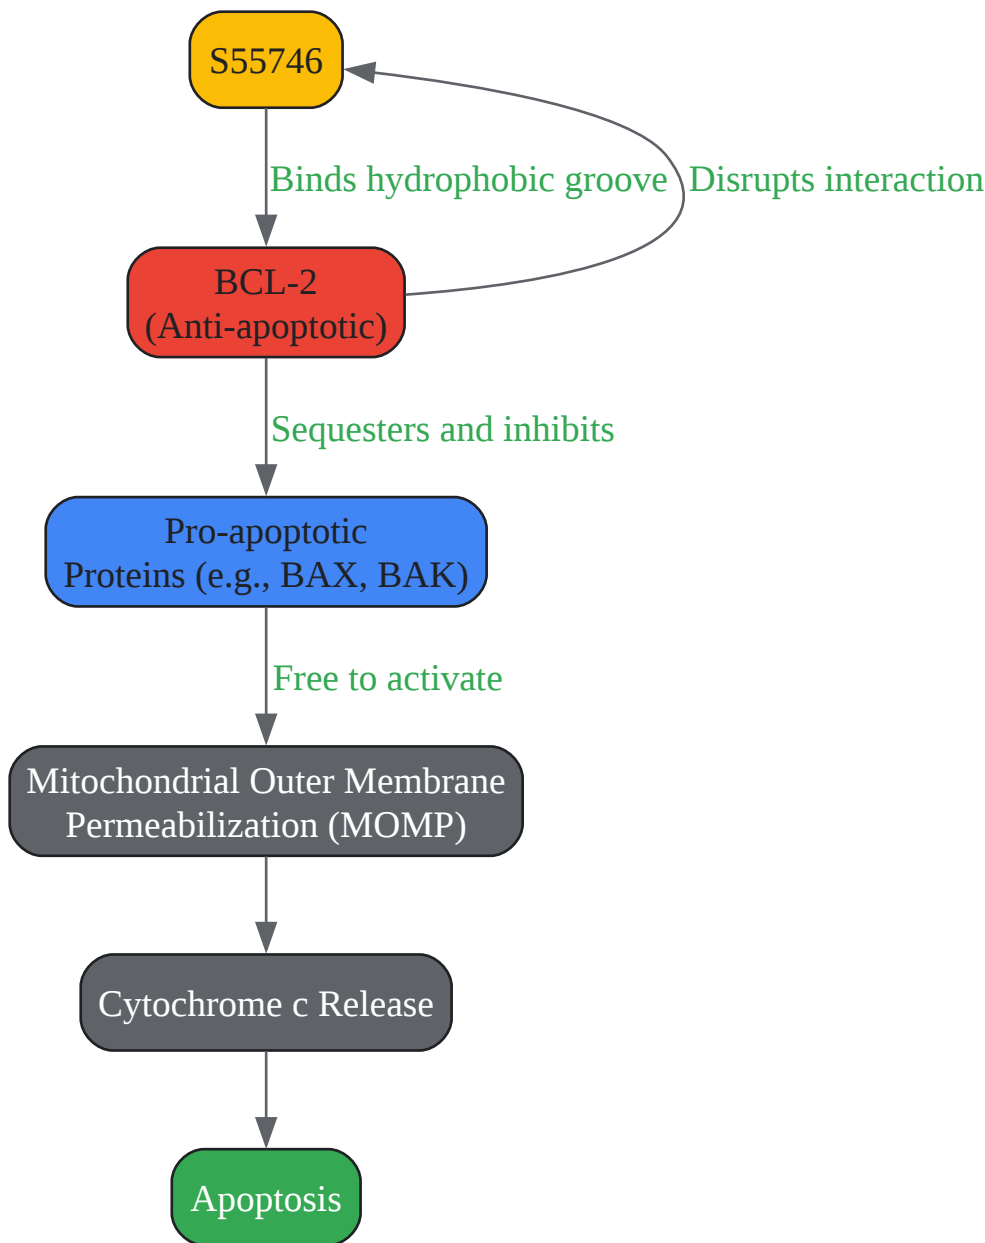 S55746
Binds hydrophobic groove
Disrupts interaction
BCL-2
(Anti-apoptotic)
Sequesters and inhibits
Pro-apoptotic
Proteins (e.g., BAX, BAK)
Free to activate
Mitochondrial Outer Membrane
Permeabilization (MOMP)
Cytochrome c Release
Apoptosis